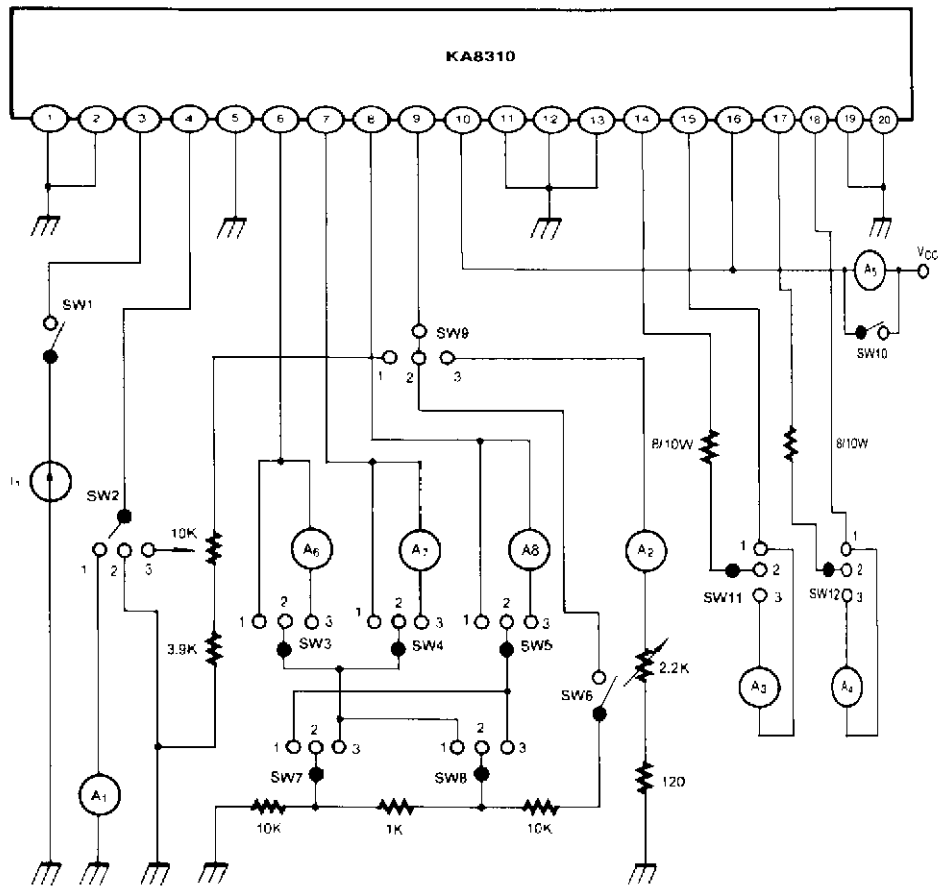 KA8310
1 2 3 4 5 6 7 8 9 10 11 12 13 14 15 16 17 18 19 20
VCC
A5
SW1
SW9
SW10
1 2 3
8/10W 8/10W
I1
SW2
10K
A6 A7 A8 A2
1 2 3
1 2 3
SW11
1 2 3
SW12
1 2 3
SW3
1 2 3
SW4
1 2 3
SW5
3.9K
SW6
2.2K
A3 A4
1 2 3
SW7
1 2 3
SW8
A1
120
10K 1K 10K